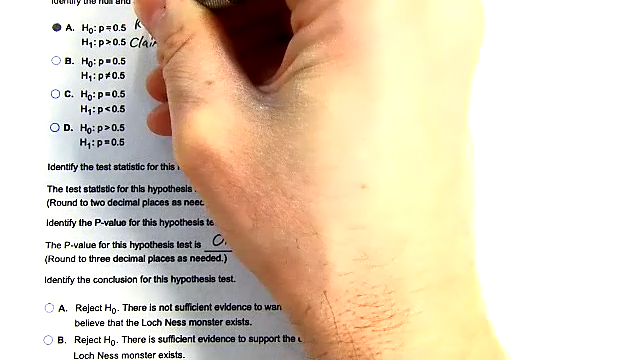 Identify the null and
A. H₀: p = 0.5
H₁: p > 0.5 Clai
B. H₀: p = 0.5
H₁: p ≠ 0.5
C. H₀: p = 0.5
H₁: p < 0.5
D. H₀: p > 0.5
H₁: p = 0.5
Identify the test statistic for this
The test statistic for this hypothesis
(Round to two decimal places as
Identify the P-value for this hypothesis
The P-value for this hypothesis test is
(Round to three decimal places as needed.)
Identify the conclusion for this hypothesis test.
A. Reject H₀. There is not sufficient evidence to
believe that the Loch Ness monster exists.
B. Reject H₀. There is sufficient evidence to support the
Loch Ness monster exists.